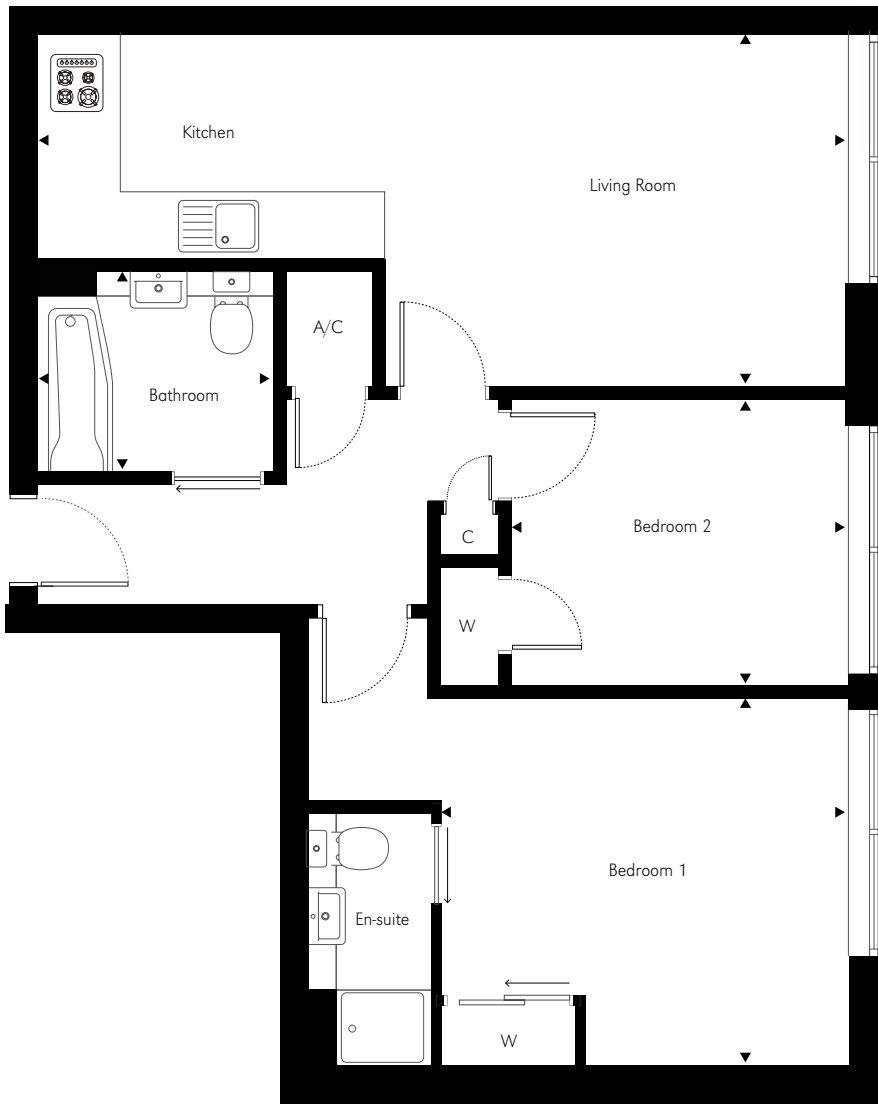 Kitchen
Living Room
A/C
Bathroom
Bedroom 2
C
W
Bedroom 1
En-suite
W